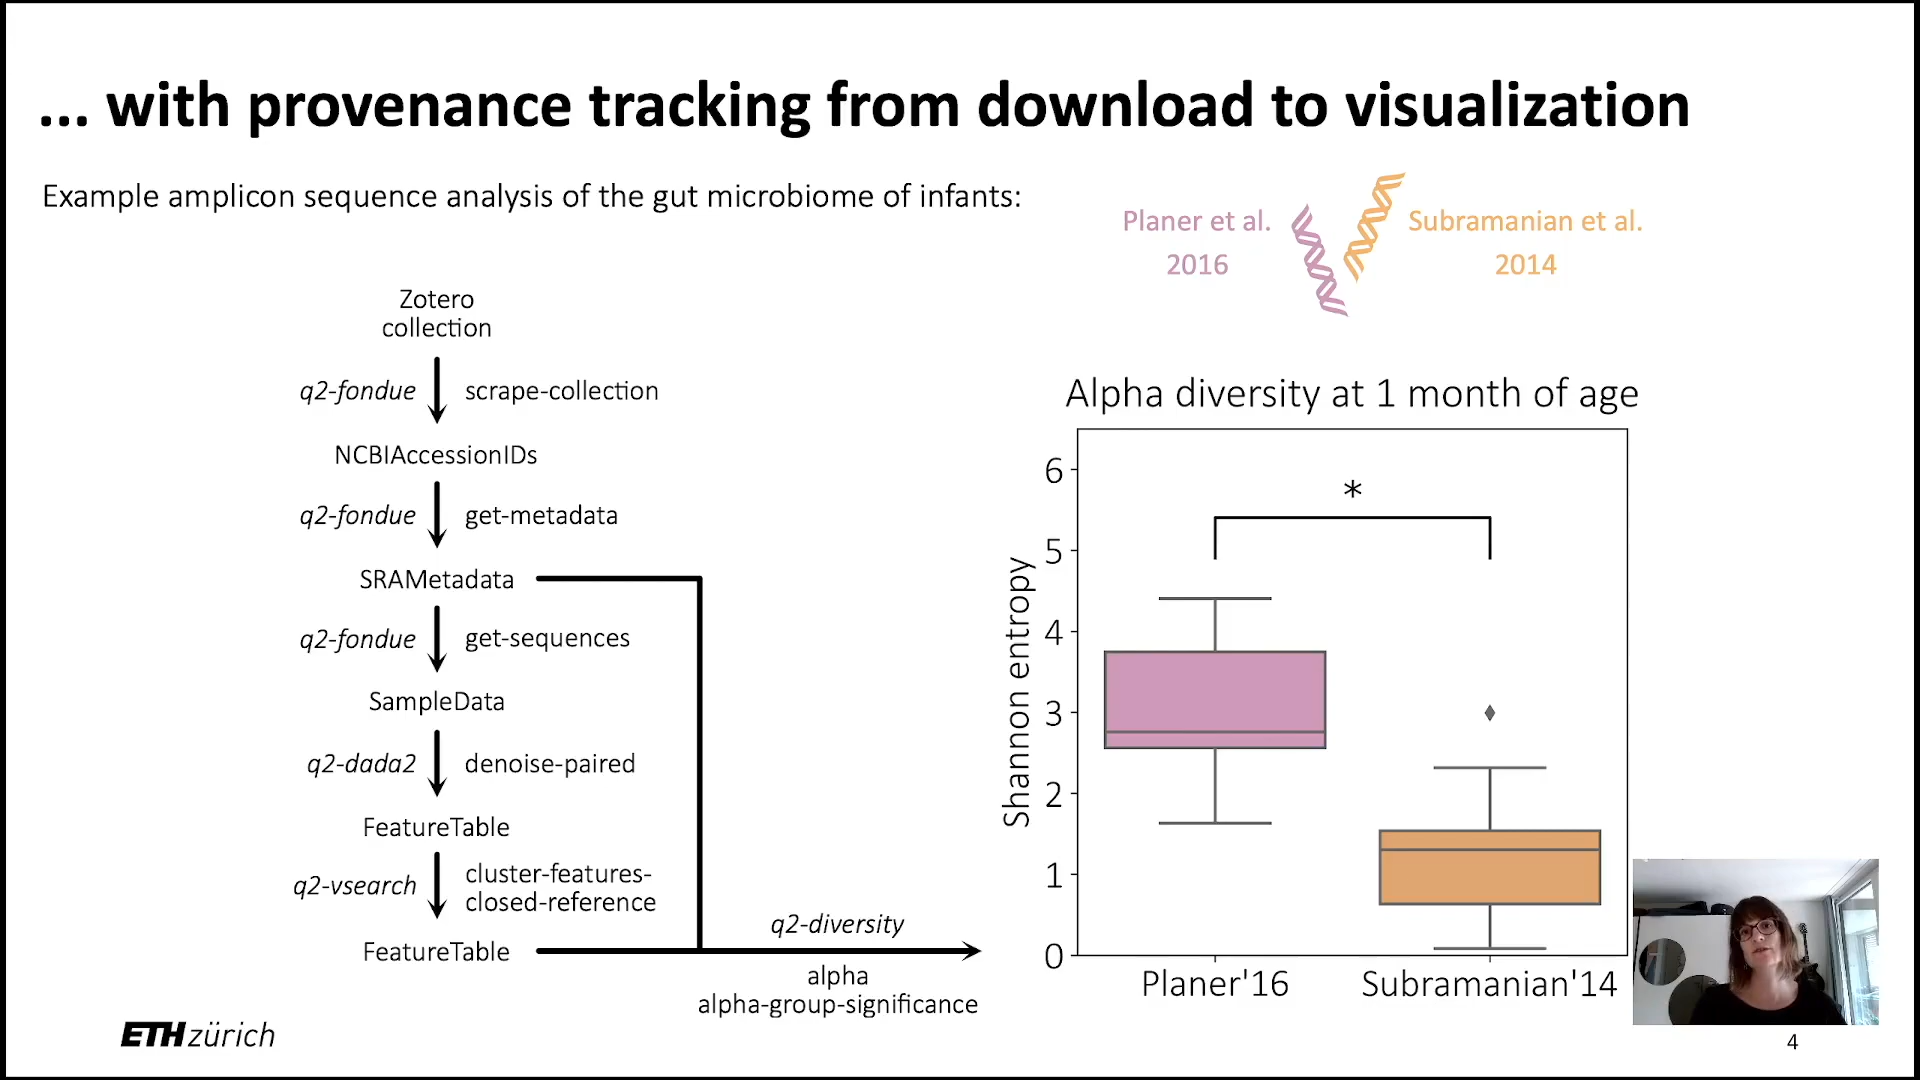 ... with provenance tracking from download to visualization
Example amplicon sequence analysis of the gut microbiome of infants:
Planer et al.
2016
Subramanian et al.
2014
Zotero
collection
q2-fondue scrape-collection
NCBIAccessionIDs
q2-fondue get-metadata
SRAMetadata
q2-fondue get-sequences
SampleData
q2-dada2 denoise-paired
FeatureTable
q2-vsearch cluster-features-
closed-reference
FeatureTable
q2-diversity
alpha
alpha-group-significance
Alpha diversity at 1 month of age
Shannon entropy
6
5
4
3
2
1
0
*
Planer'16 Subramanian'14
ETH zürich
4